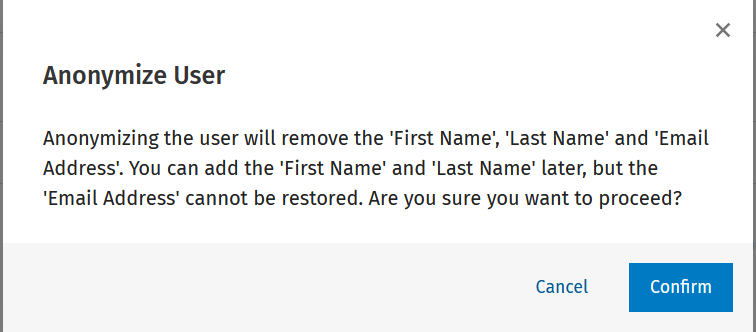 Anonymize User
Anonymizing the user will remove the 'First Name', 'Last Name' and 'Email
Address'. You can add the 'First Name' and 'Last Name' later, but the
'Email Address' cannot be restored. Are you sure you want to proceed?
Cancel Confirm